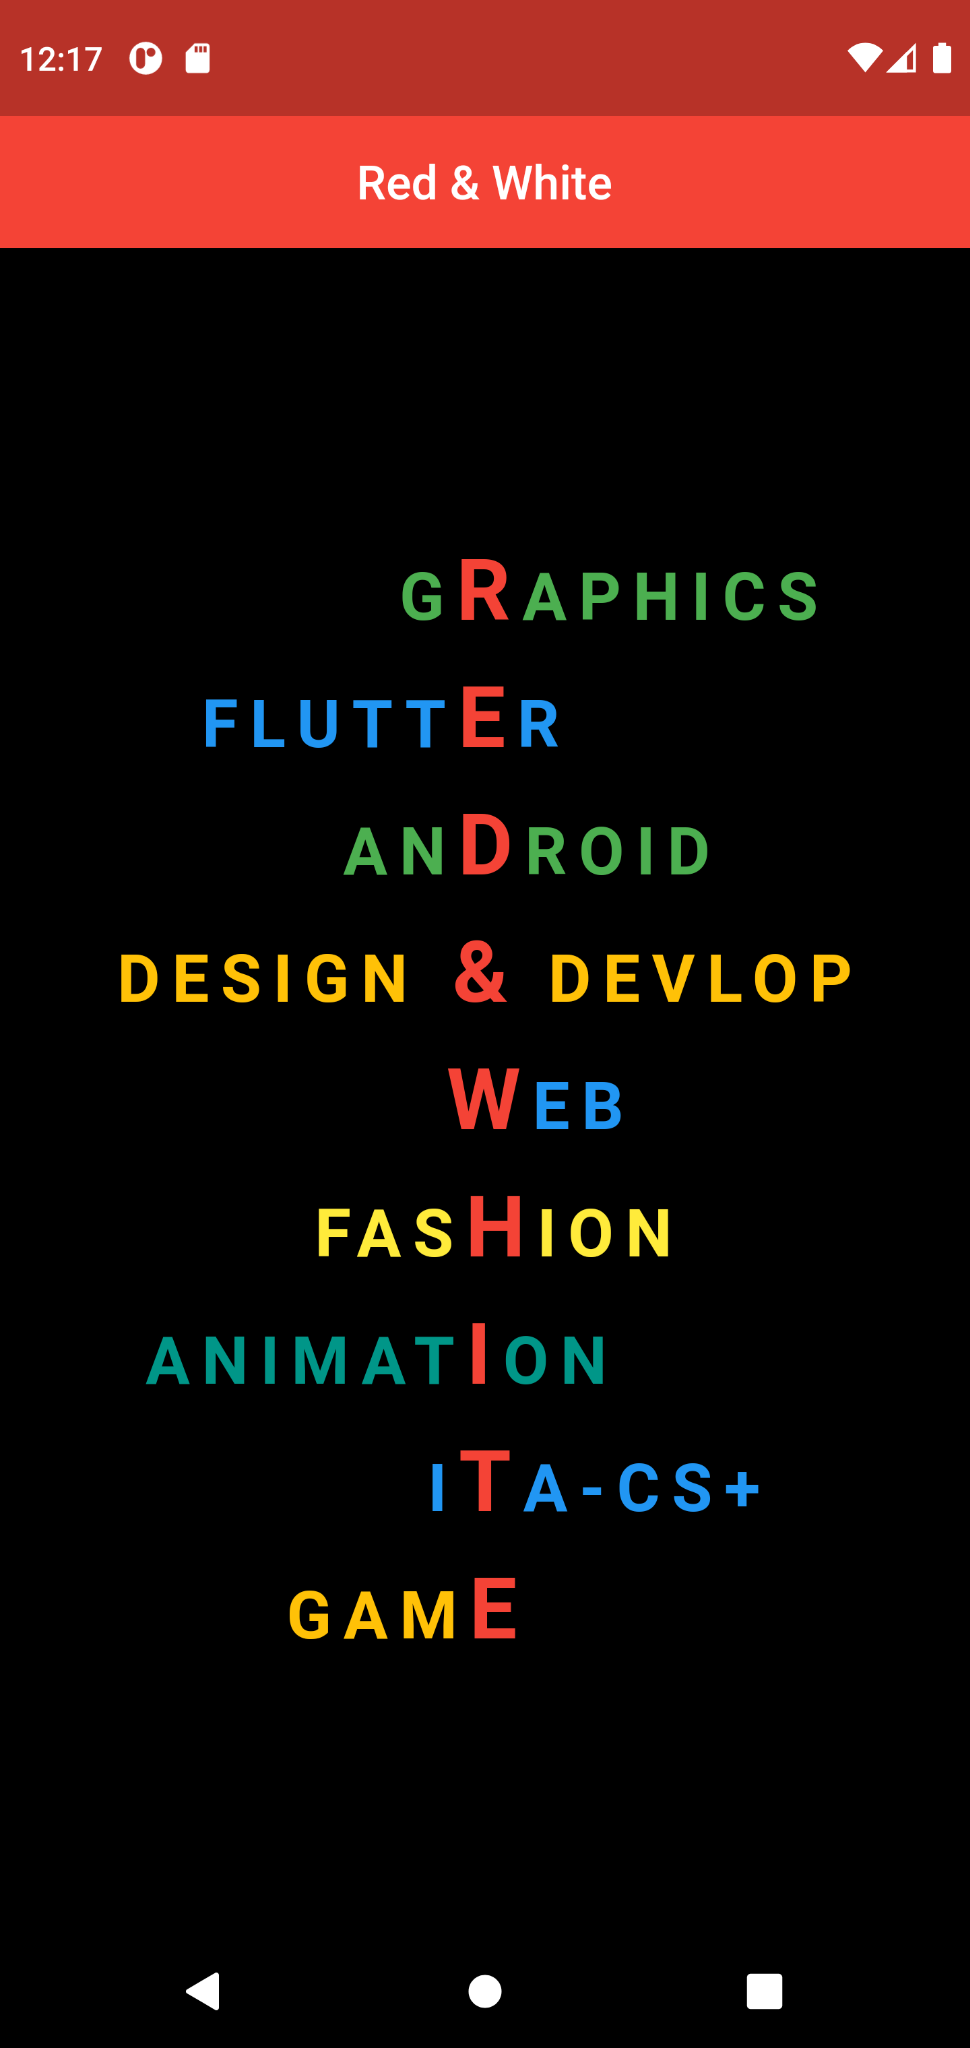 12:17
Red & White
GRAPHICS
FLUTTER
ANDROID
DESIGN & DEVLOP
WEB
FASHION
ANIMATION
ITA-CS+
GAME